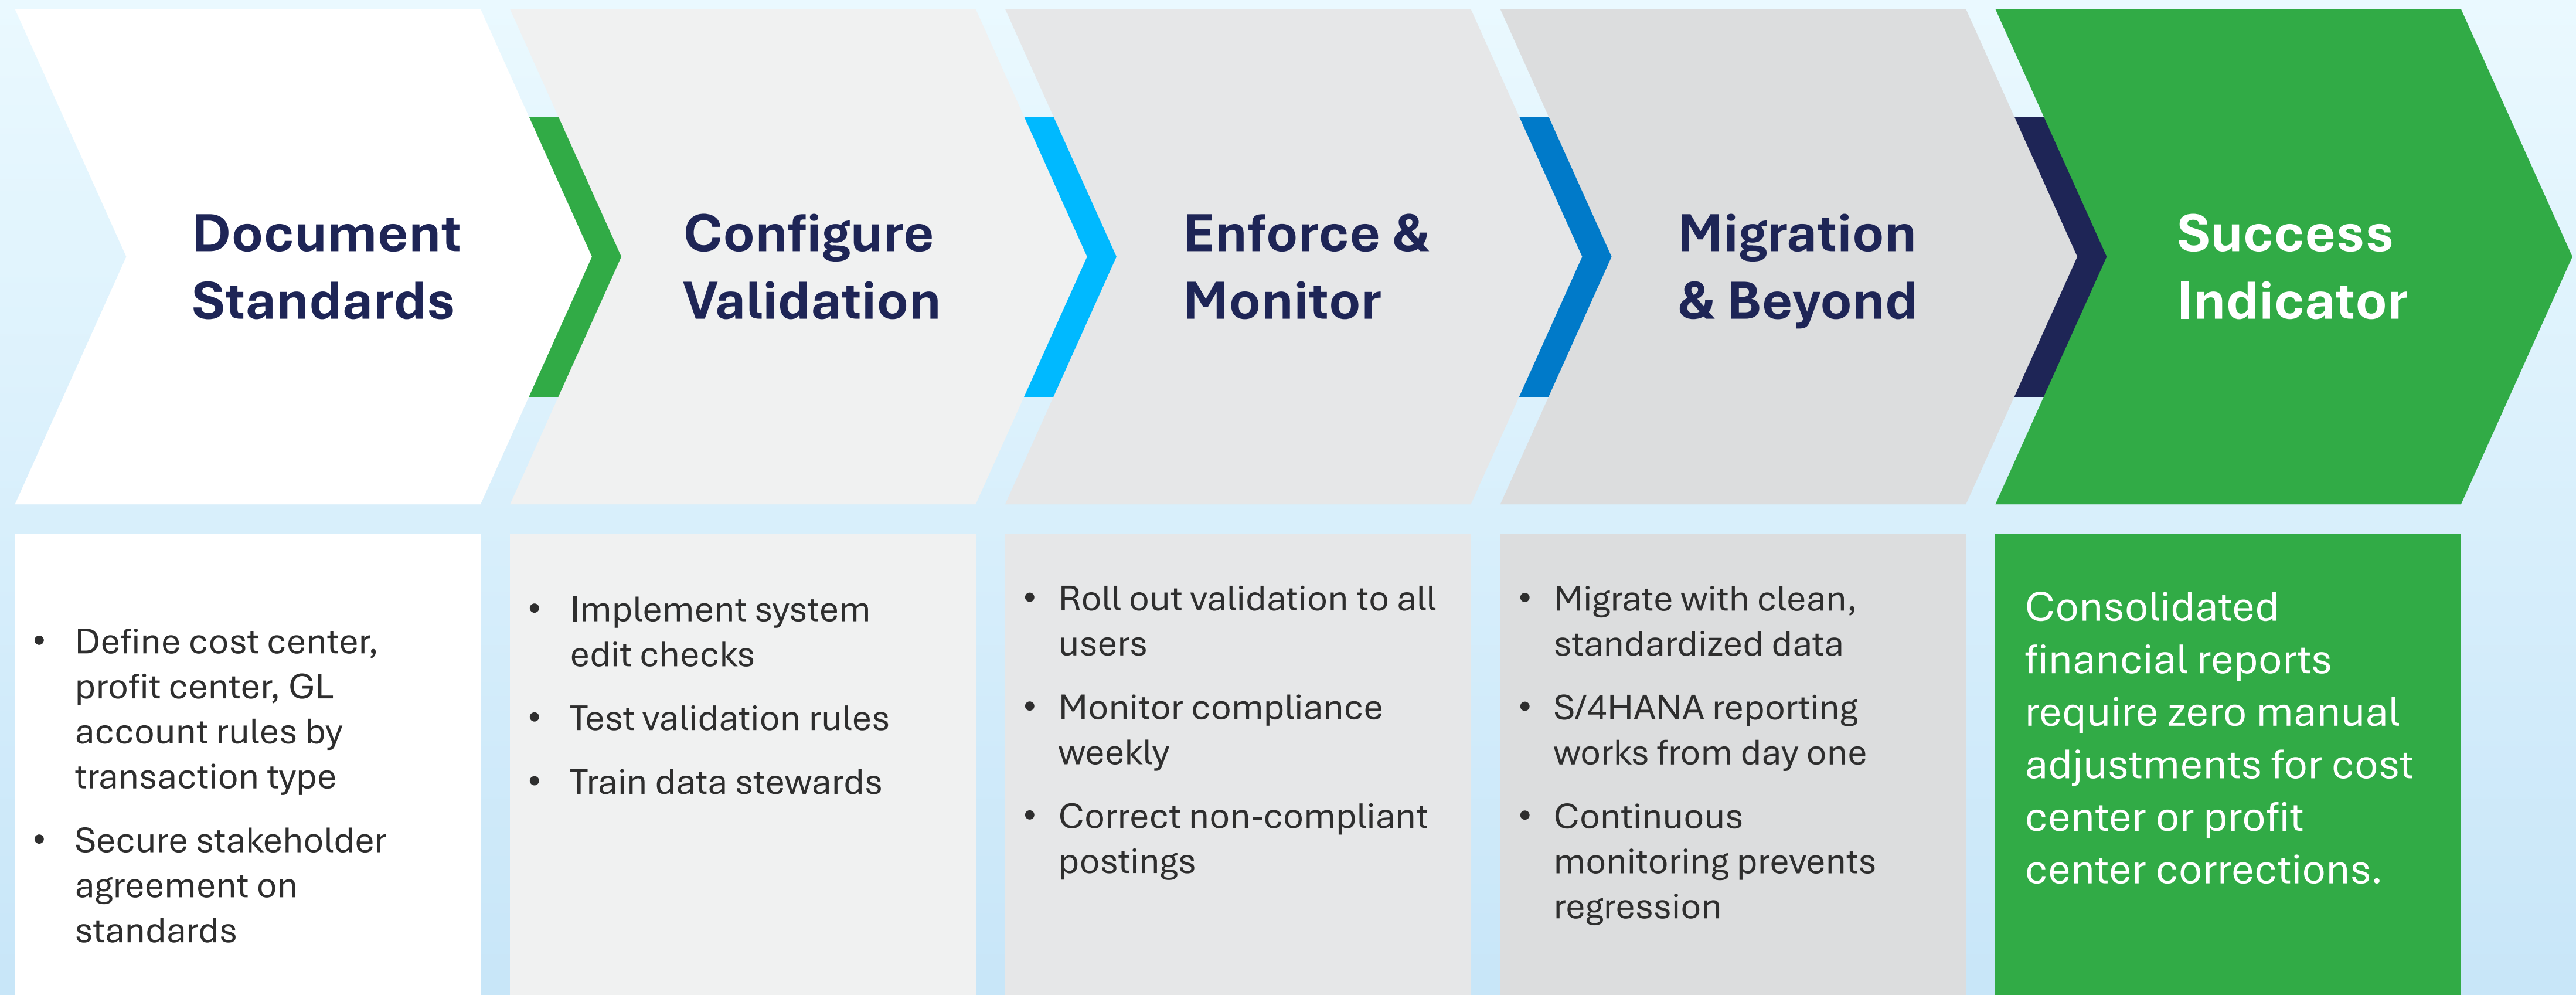 Document
Standards
Configure
Validation
Enforce &
Monitor
Migration
& Beyond
Success
Indicator
• Define cost center,
profit center, GL
account rules by
transaction type
• Secure stakeholder
agreement on
standards
• Implement system
edit checks
• Test validation rules
• Train data stewards
• Roll out validation to all
users
• Monitor compliance
weekly
• Correct non-compliant
postings
• Migrate with clean,
standardized data
• S/4HANA reporting
works from day one
• Continuous
monitoring prevents
regression
Consolidated
financial reports
require zero manual
adjustments for cost
center or profit
center corrections.